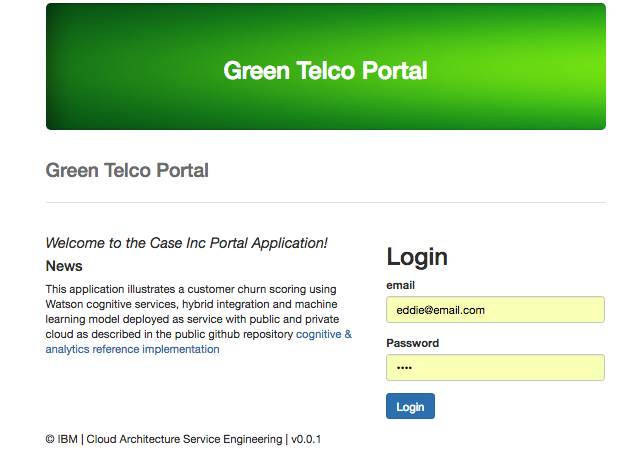 Green Telco Portal
Green Telco Portal
Welcome to the Case Inc Portal Application!
News
This application illustrates a customer churn scoring using
Watson cognitive services, hybrid integration and machine
learning model deployed as service with public and private
cloud as described in the public github repository cognitive &
analytics reference implementation
Login
email
eddie@email.com
Password
••••
Login
© IBM | Cloud Architecture Service Engineering | v0.0.1